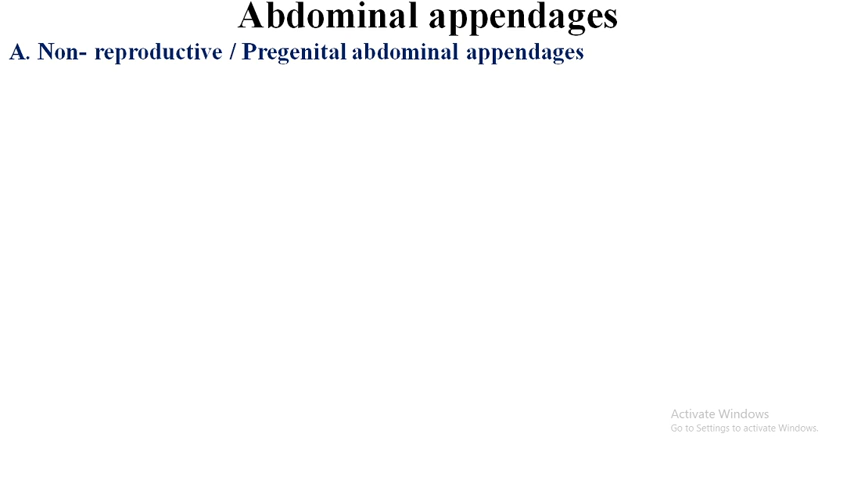 Abdominal appendages
A. Non- reproductive / Pregenital abdominal appendages
Activate Windows
Go to Settings to activate Windows.